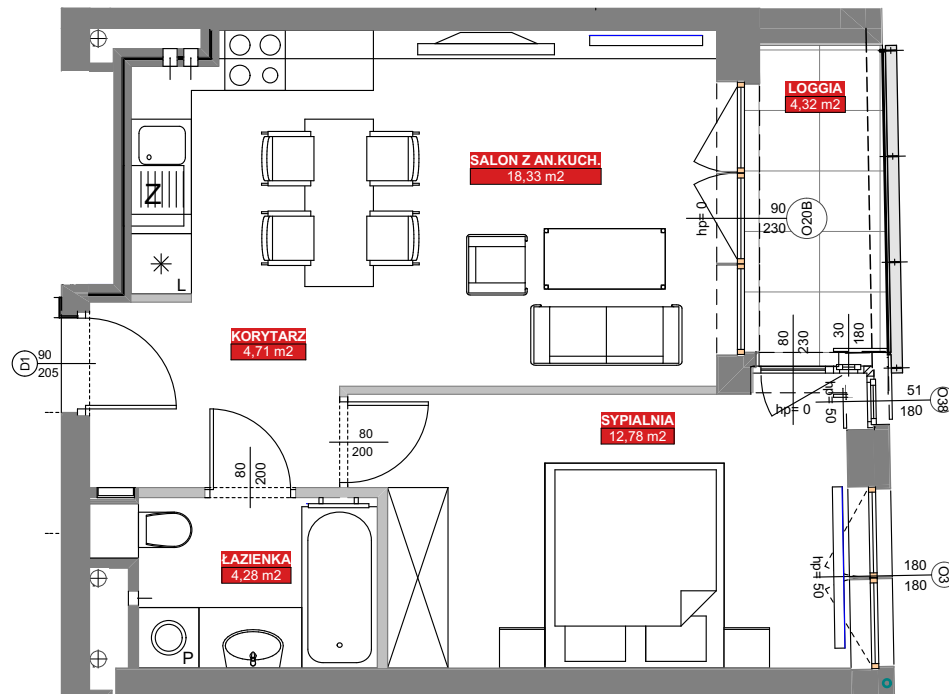 LOGGIA
4,32 m2
SALON Z AN.KUCH.
18,33 m2
Z
L
hp= 0
90
230
O20B
KORYTARZ
4,71 m2
D1
90
205
80
230
30
180
hp= 0
hp= 50
51
180
O38
SYPIALNIA
12,78 m2
80
200
80
200
ŁAZIENKA
4,28 m2
P
hp= 50
180
180
O3